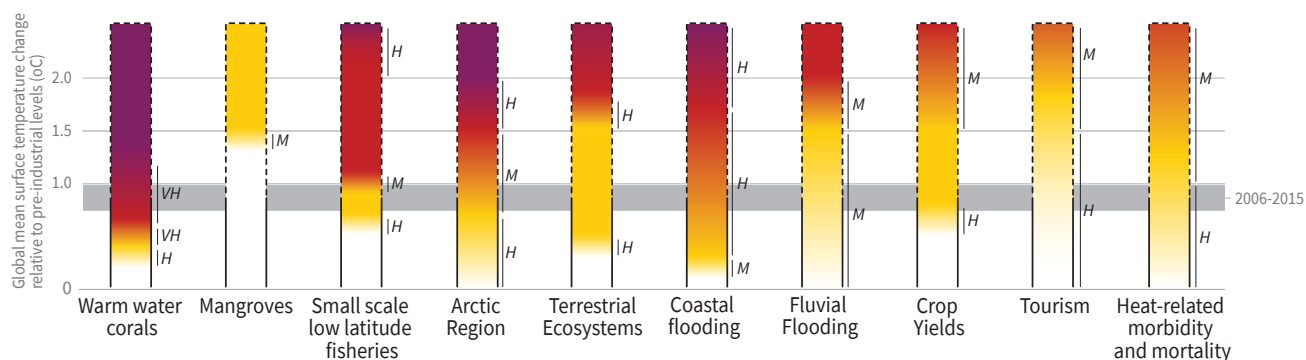 Global mean surface temperature change
relative to pre-industrial levels (oC)
2.0
1.5
1.0
0
2006-2015
VH
VH
H
M
H
M
H
H
M
H
H
H
H
H
M
M
M
M
H
M
H
M
H
Warm water
corals
Mangroves
Small scale
low latitude
fisheries
Arctic
Region
Terrestrial
Ecosystems
Coastal
flooding
Fluvial
Flooding
Crop
Yields
Tourism
Heat-related
morbidity
and mortality